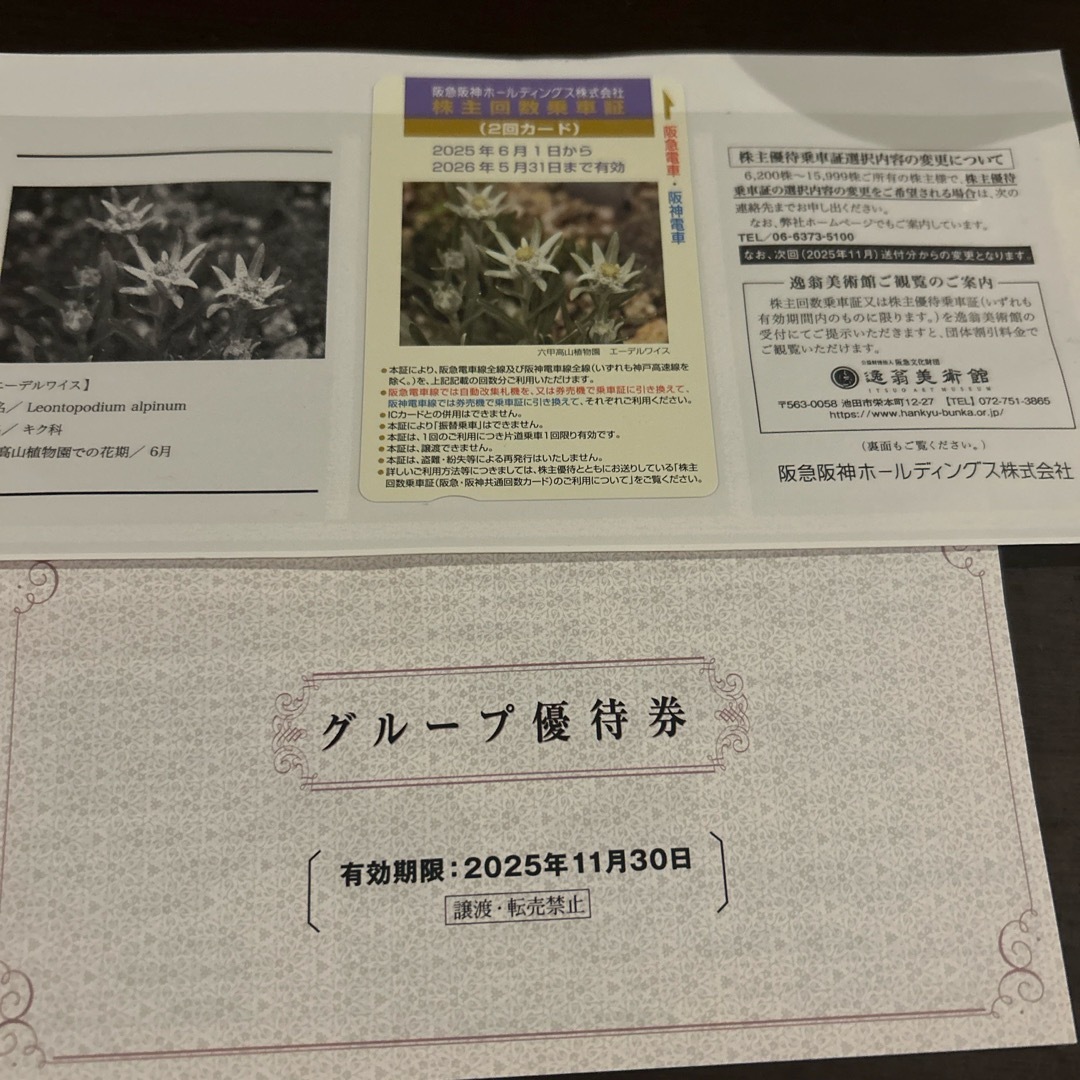 エーデルワイス】
名／ Leontopodium alpinum
／ キク科
高山植物園での花期／ 6月
阪急阪神ホールディングス株式会社
株主回数乗車証
(2回カード)
2025年6月1日から
2026年5月31日まで有効
阪急電車・阪神電車
六甲高山植物園　エーデルワイス
●本証により、阪急電車線全線及び阪神電車線全線(いずれも神戸高速線を
除く。)を、上記記載の回数分ご利用いただけます。
●阪急電車線では自動改集札機を、又は券売機で乗車証に引き換えて、
阪神電車線では券売機で乗車証に引き換えて、それぞれご利用ください。
●ICカードとの併用はできません。
●本証により「振替乗車」はできません。
●本証は、1回のご利用につき片道乗車1回限り有効です。
●本証は、譲渡できません。
●本証は、盗難・紛失等による再発行はいたしません。
●詳しいご利用方法等につきましては、株主優待とともにお送りしている「株主
回数乗車証(阪急・阪神共通回数カード)のご利用について」をご覧ください。
株主優待乗車証選択内容の変更について
6,200株～15,999株ご所有の株主様で、株主優待
乗車証の選択内容の変更をご希望される場合は、次の
連絡先までお申し出ください。
なお、弊社ホームページでもご案内しています。
TEL／06-6373-5100
なお、次回(2025年11月)送付分からの変更となります。
逸翁美術館ご観覧のご案内
株主回数乗車証又は株主優待乗車証(いずれも
有効期間内のものに限ります。)を逸翁美術館の
受付にてご提示いただきますと、団体割引料金で
ご観覧いただけます。
公益財団法人 阪急文化財団
逸翁美術館
ITSUO ART MUSEUM
〒563-0058 池田市栄本町12-27 【TEL】072-751-3865
https://www.hankyu-bunka.or.jp/
(裏面もご覧ください。)
阪急阪神ホールディングス株式会社
グループ優待券
有効期限：2025年11月30日
譲渡・転売禁止